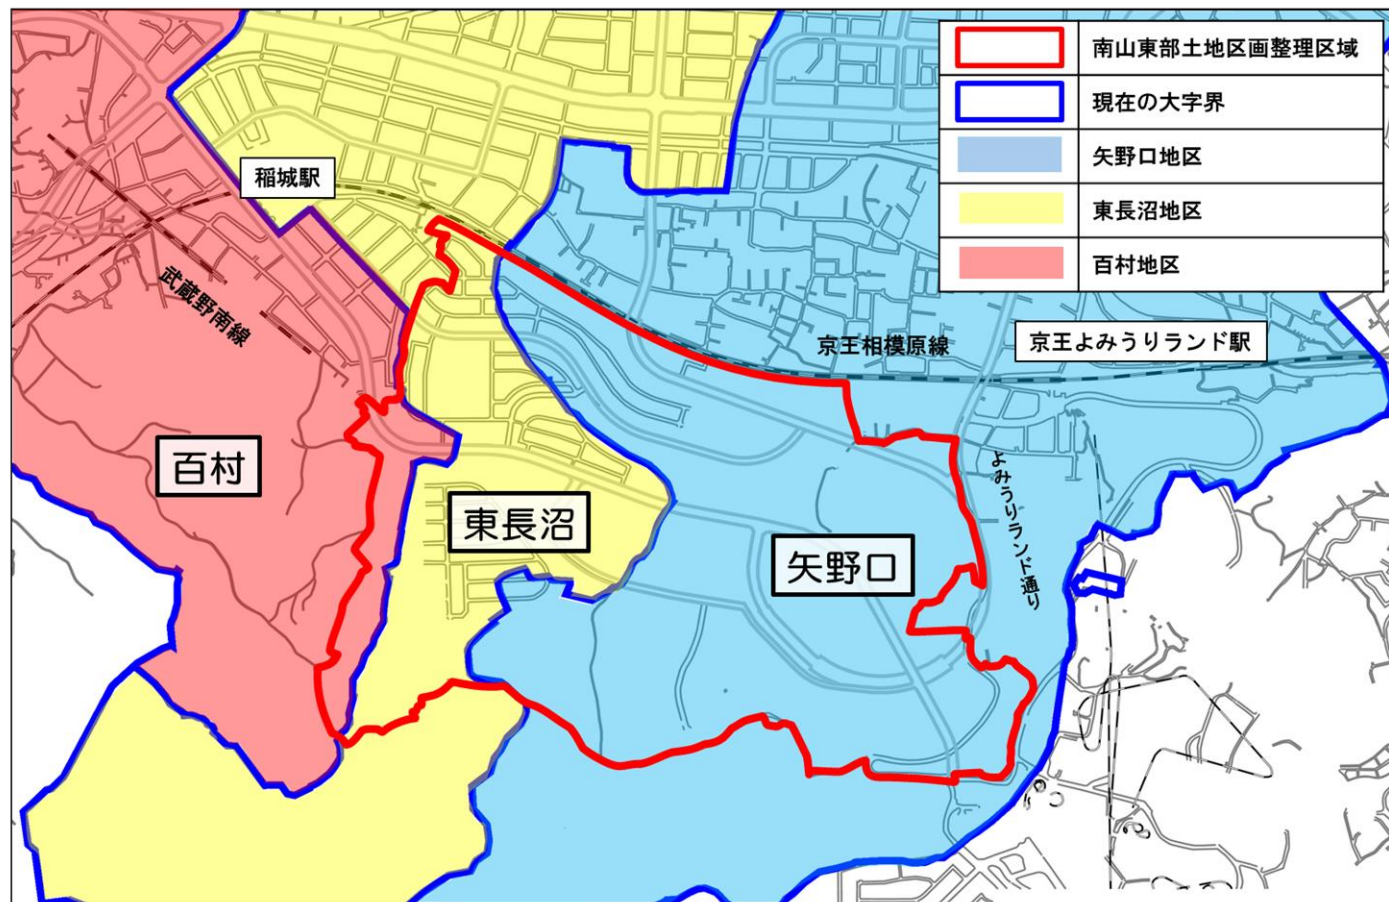 南山東部土地区画整理区域
現在の大字界
矢野口地区
東長沼地区
百村地区
稲城駅
武蔵野南線
京王相模原線
京王よみうりランド駅
百村
東長沼
矢野口
よみうりランド通り